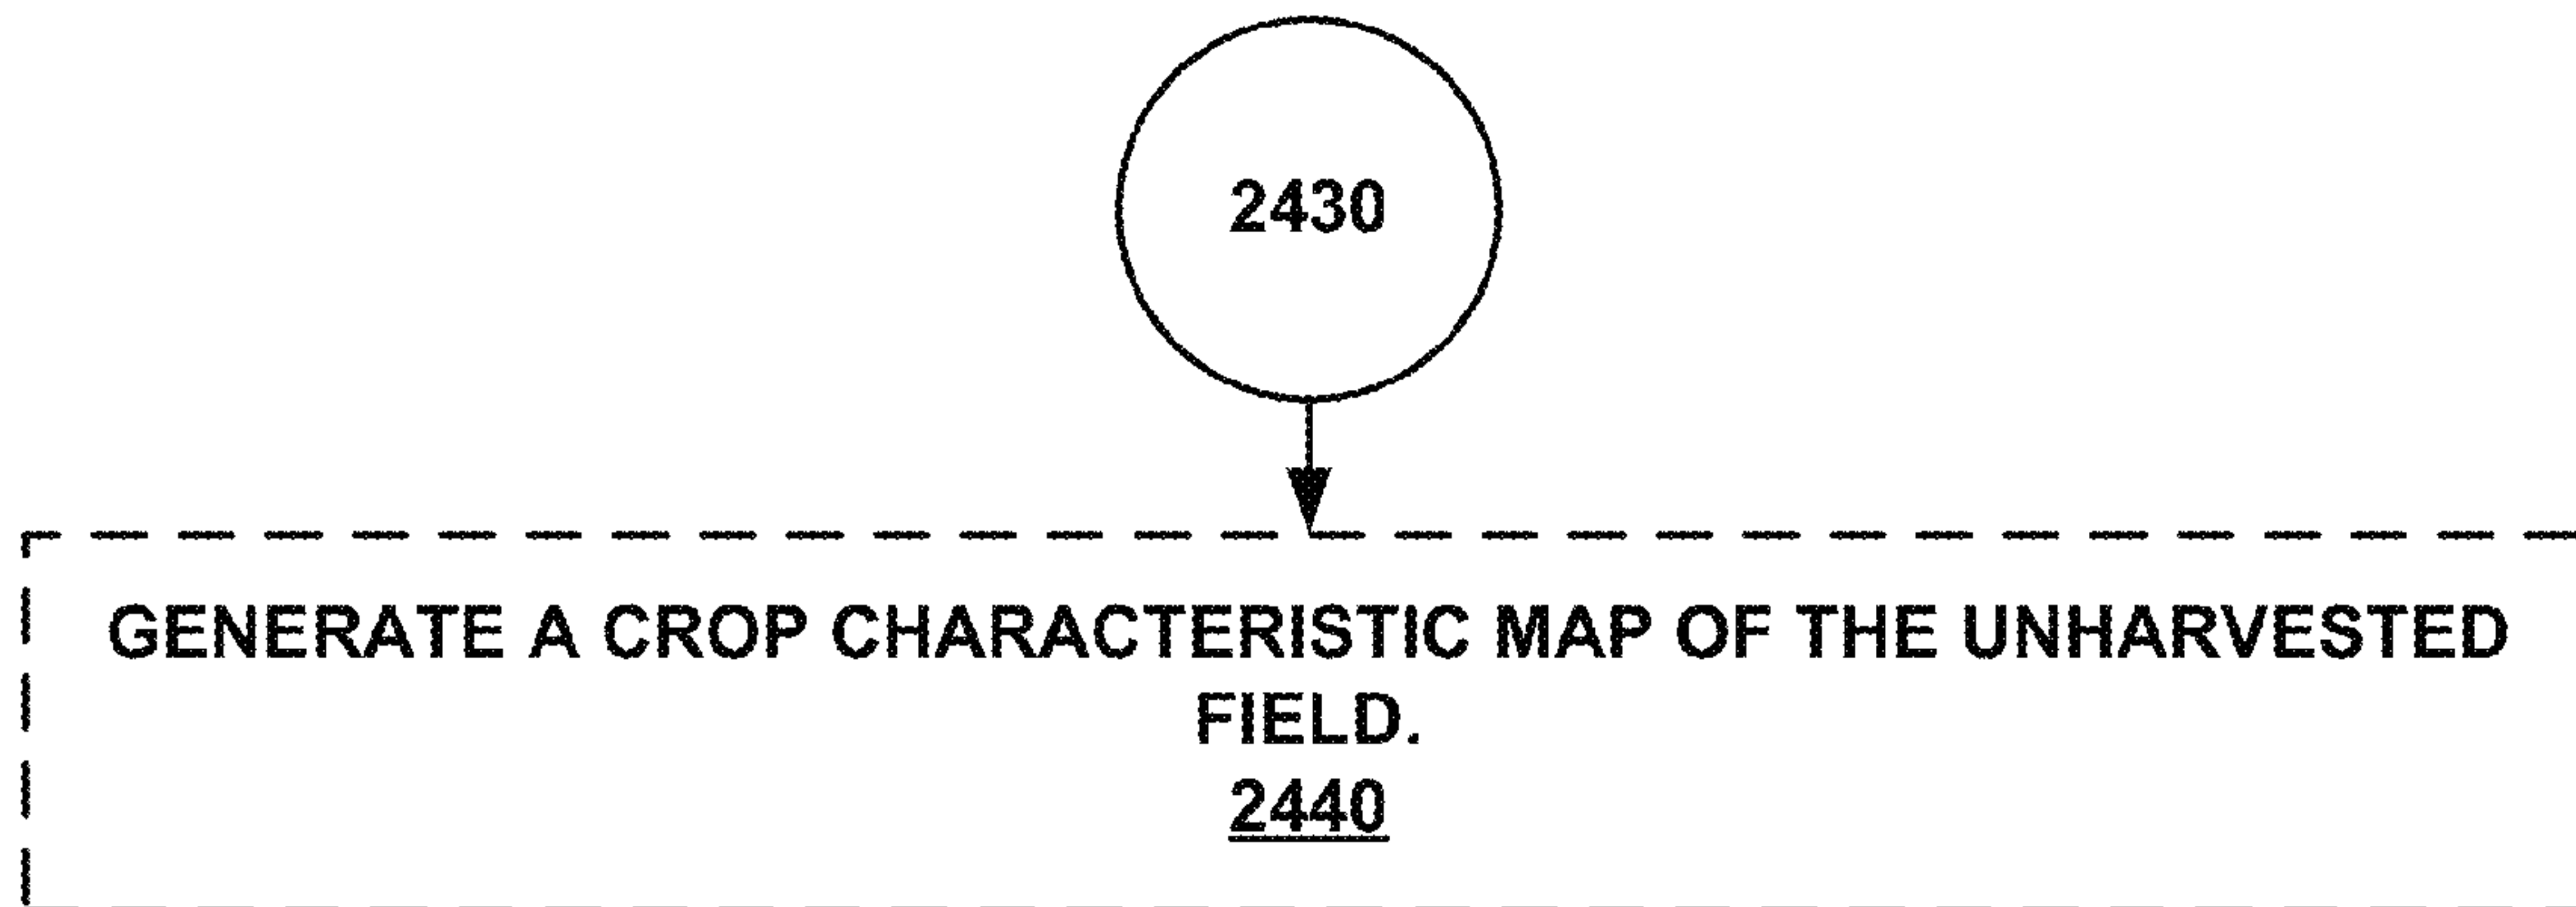 2430
GENERATE A CROP CHARACTERISTIC MAP OF THE UNHARVESTED
FIELD.
2440